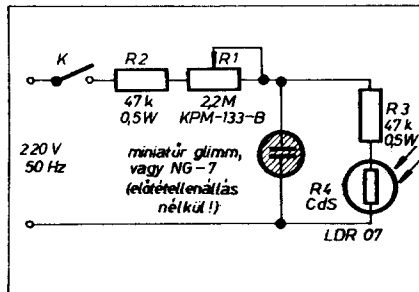 K
R2
47 k
0,5W
R1
2,2M
KPM-133-B
220 V
50 Hz
miniatűr glimm,
vagy NG-7
(előtétellenállás
nélkül!)
R3
47 k
0,5W
R4
CdS
LDR 07